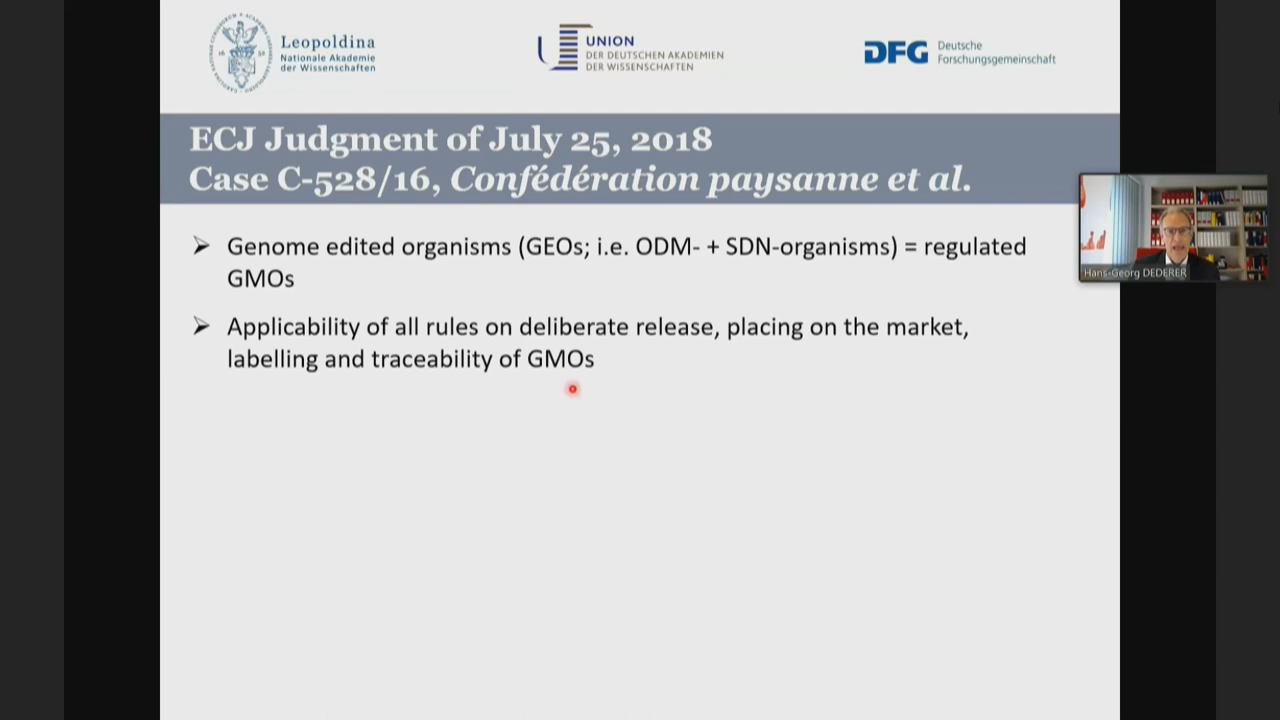 Leopoldina
Nationale Akademie
der Wissenschaften
UNION
DER DEUTSCHEN AKADEMIEN
DER WISSENSCHAFTEN
DFG
Deutsche
Forschungsgemeinschaft
ECJ Judgment of July 25, 2018
Case C-528/16, Confédération paysanne et al.
➤ Genome edited organisms (GEOs; i.e. ODM- + SDN-organisms) = regulated
GMOs
➤ Applicability of all rules on deliberate release, placing on the market,
labelling and traceability of GMOs
Hans-Georg DEDERER